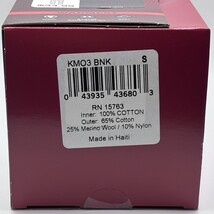 KMO3 BNK S
0 43935 43680 3
RN 15763
Inner: 100% COTTON
Outer: 65% Cotton
25% Merino Wool / 10% Nylon
Made in Haiti